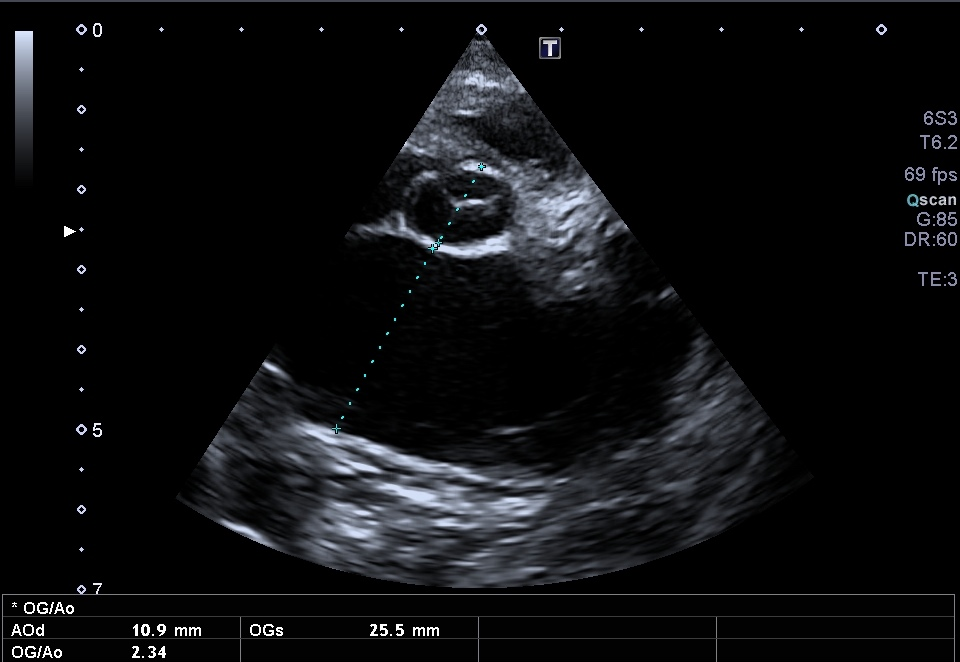 0
T
6S3
T6.2
69 fps
Qscan
G:85
DR:60
TE:3
5
7
* OG/Ao
AOd 10.9 mm OGs 25.5 mm
OG/Ao 2.34